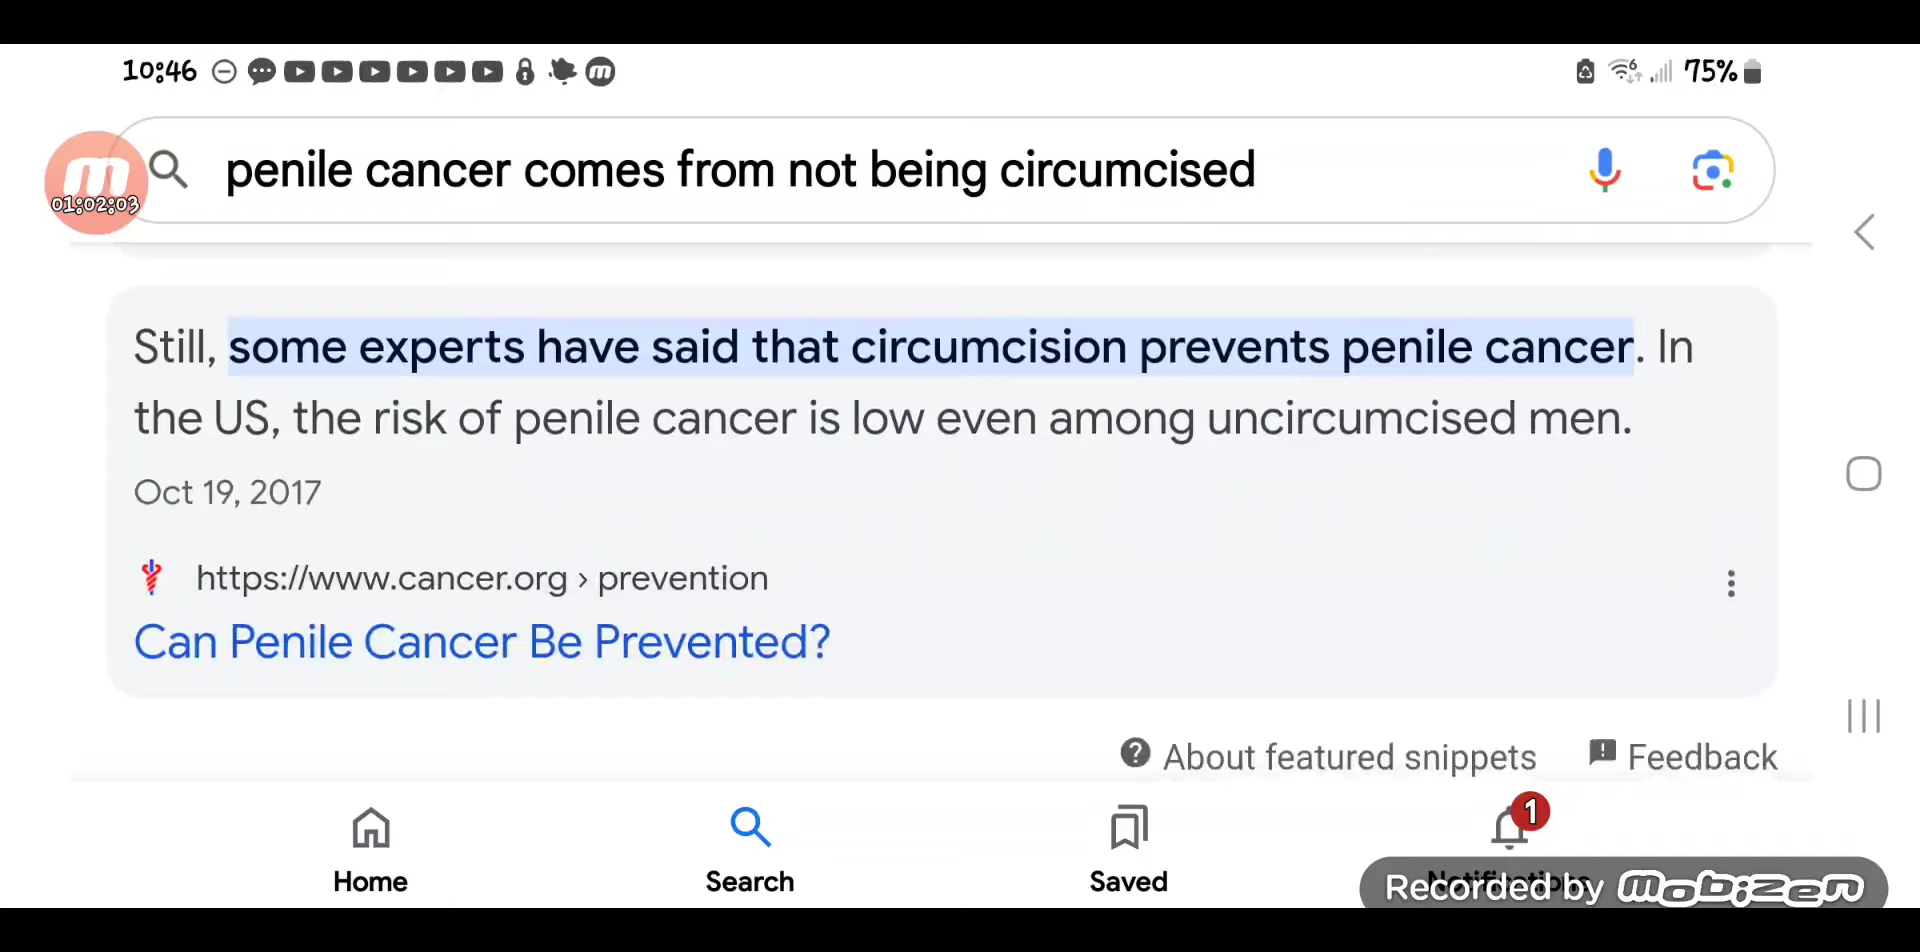 10:46
75%
01:02:03
penile cancer comes from not being circumcised
Still, some experts have said that circumcision prevents penile cancer. In
the US, the risk of penile cancer is low even among uncircumcised men.
Oct 19, 2017
https://www.cancer.org › prevention
Can Penile Cancer Be Prevented?
About featured snippets
Feedback
1
Home
Search
Saved
Notifications
Recorded by Mobizen